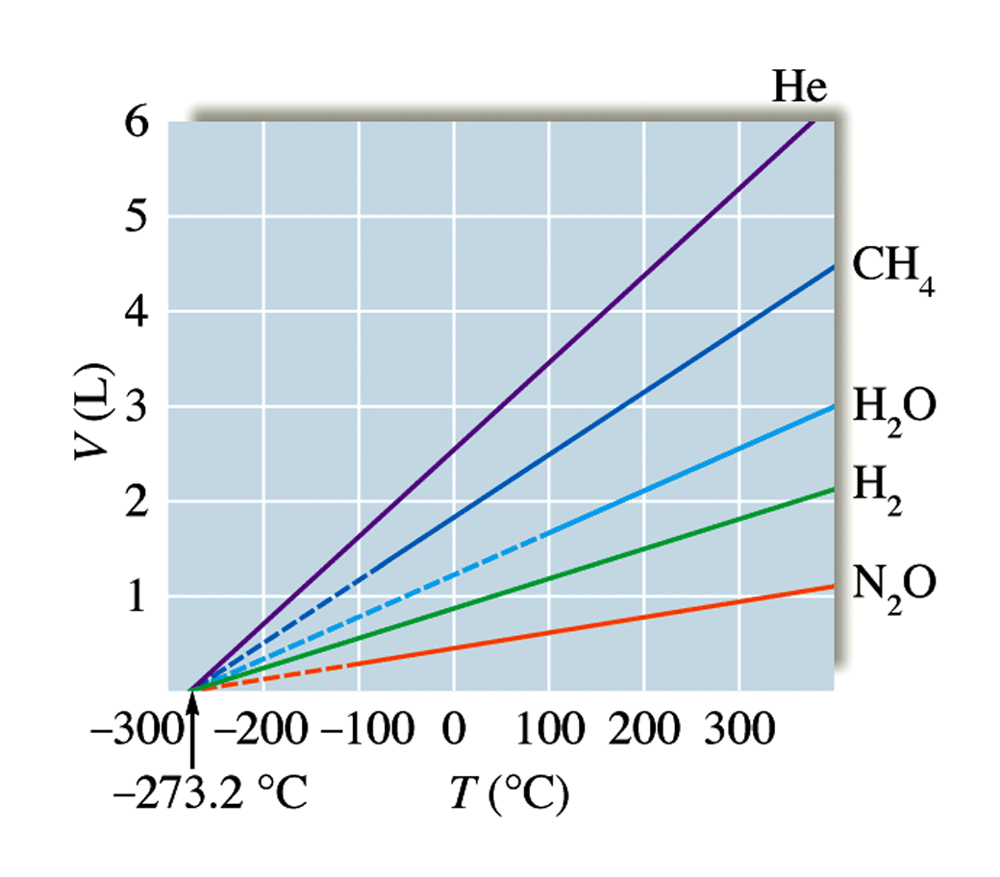 He
6
5
CH₄
4
V (L)
3
H₂O
H₂
2
N₂O
1
–300 –200 –100 0 100 200 300
–273.2 °C
T (°C)